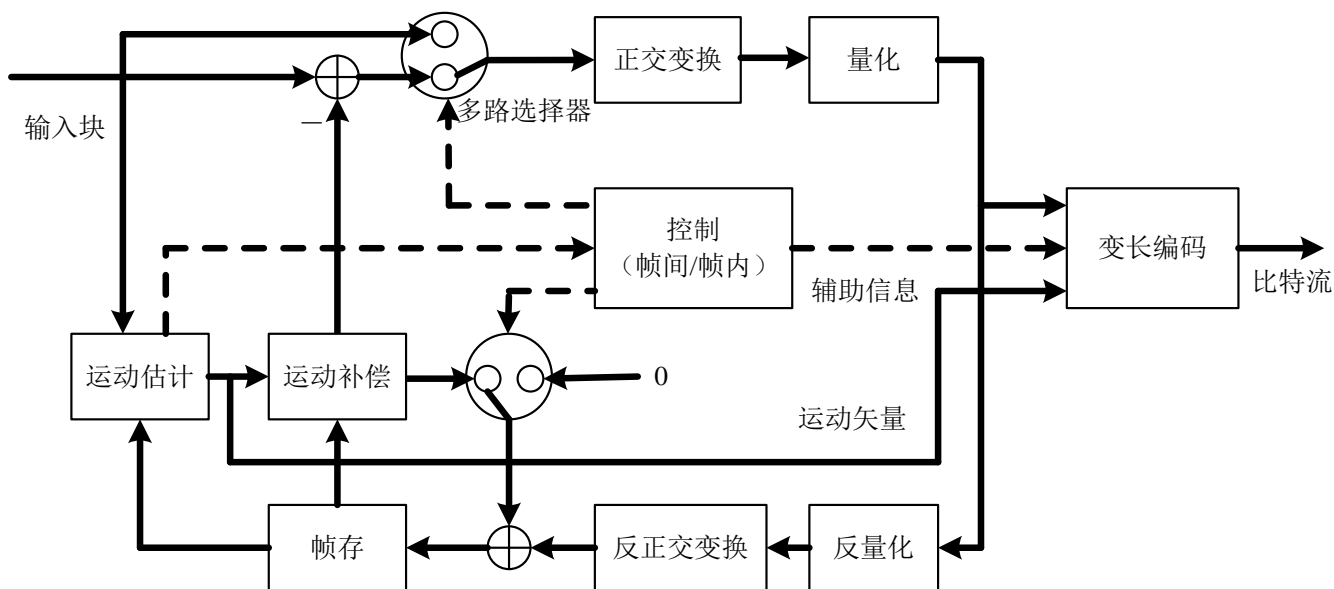 正交变换
量化
多路选择器
输入块
－
控制
（帧间/帧内）
变长编码
辅助信息
比特流
运动估计
运动补偿
0
运动矢量
帧存
反正交变换
反量化